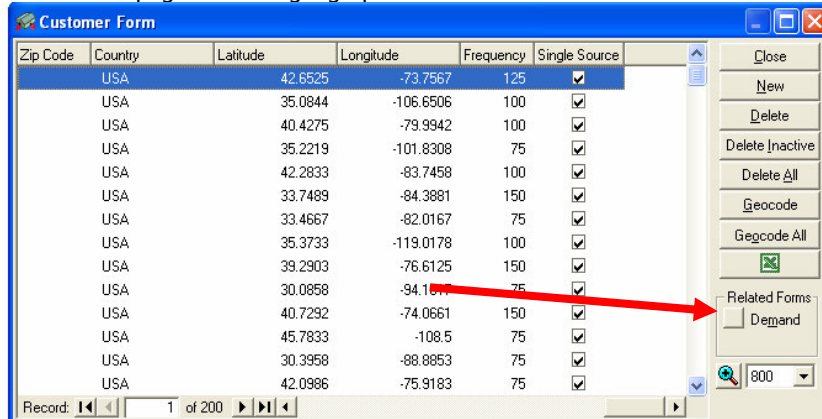 Customer Form
Zip Code Country Latitude Longitude Frequency Single Source
USA 42.6525 -73.7567 125
USA 35.0844 -106.6506 100
USA 40.4275 -79.9942 100
USA 35.2219 -101.8308 75
USA 42.2833 -83.7458 100
USA 33.7489 -84.3881 150
USA 33.4667 -82.0167 75
USA 35.3733 -119.0178 100
USA 39.2903 -76.6125 150
USA 30.0858 75
USA 40.7292 -74.0661 150
USA 45.7833 -108.5 75
USA 30.3958 -88.8853 75
USA 42.0986 -75.9183 75
Record: 1 of 200
Close
New
Delete
Delete Inactive
Delete All
Geocode
Geocode All
Related Forms
Demand
800